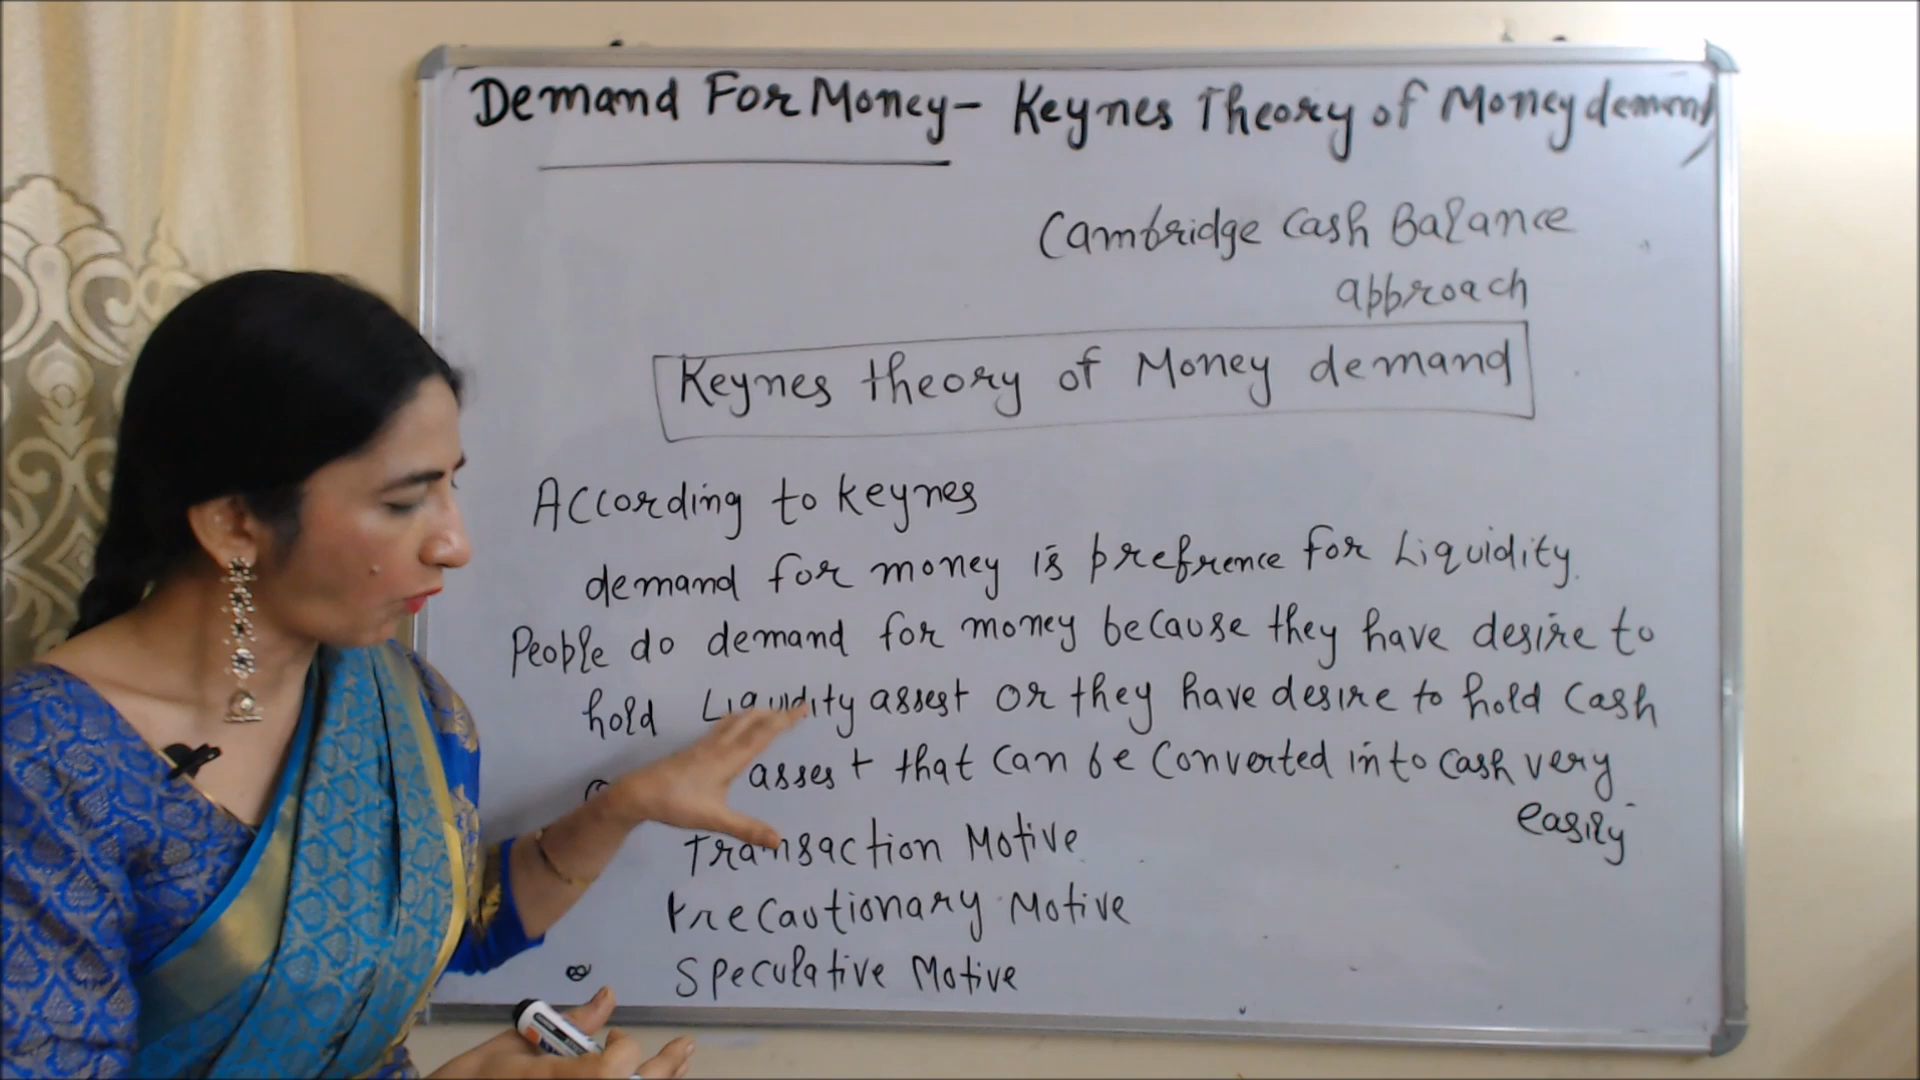 Demand For Money - Keynes Theory of Money demand
Cambridge Cash Balance
approach
Keynes theory of Money demand
According to Keynes
demand for money is prefrence for Liquidity.
People do demand for money because they have desire to
hold Liquidity assest or they have desire to hold Cash
assest that can be Converted in to Cash very
easily
Transaction Motive
Precautionary Motive
Speculative Motive